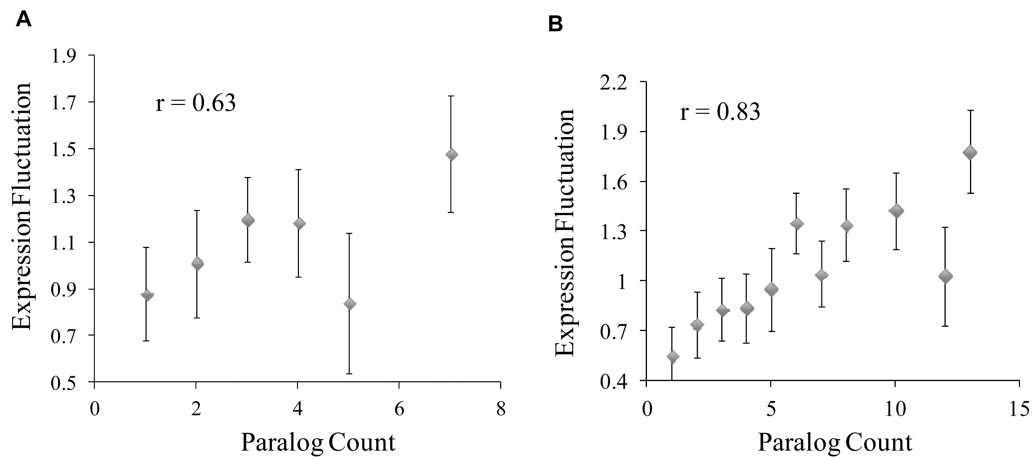 A
Expression Fluctuation
1.9
1.7
1.5
1.3
1.1
0.9
0.7
0.5
r = 0.63
0 2 4 6 8
Paralog Count
B
Expression Fluctuation
2.2
1.9
1.6
1.3
1
0.7
0.4
r = 0.83
0 5 10 15
Paralog Count